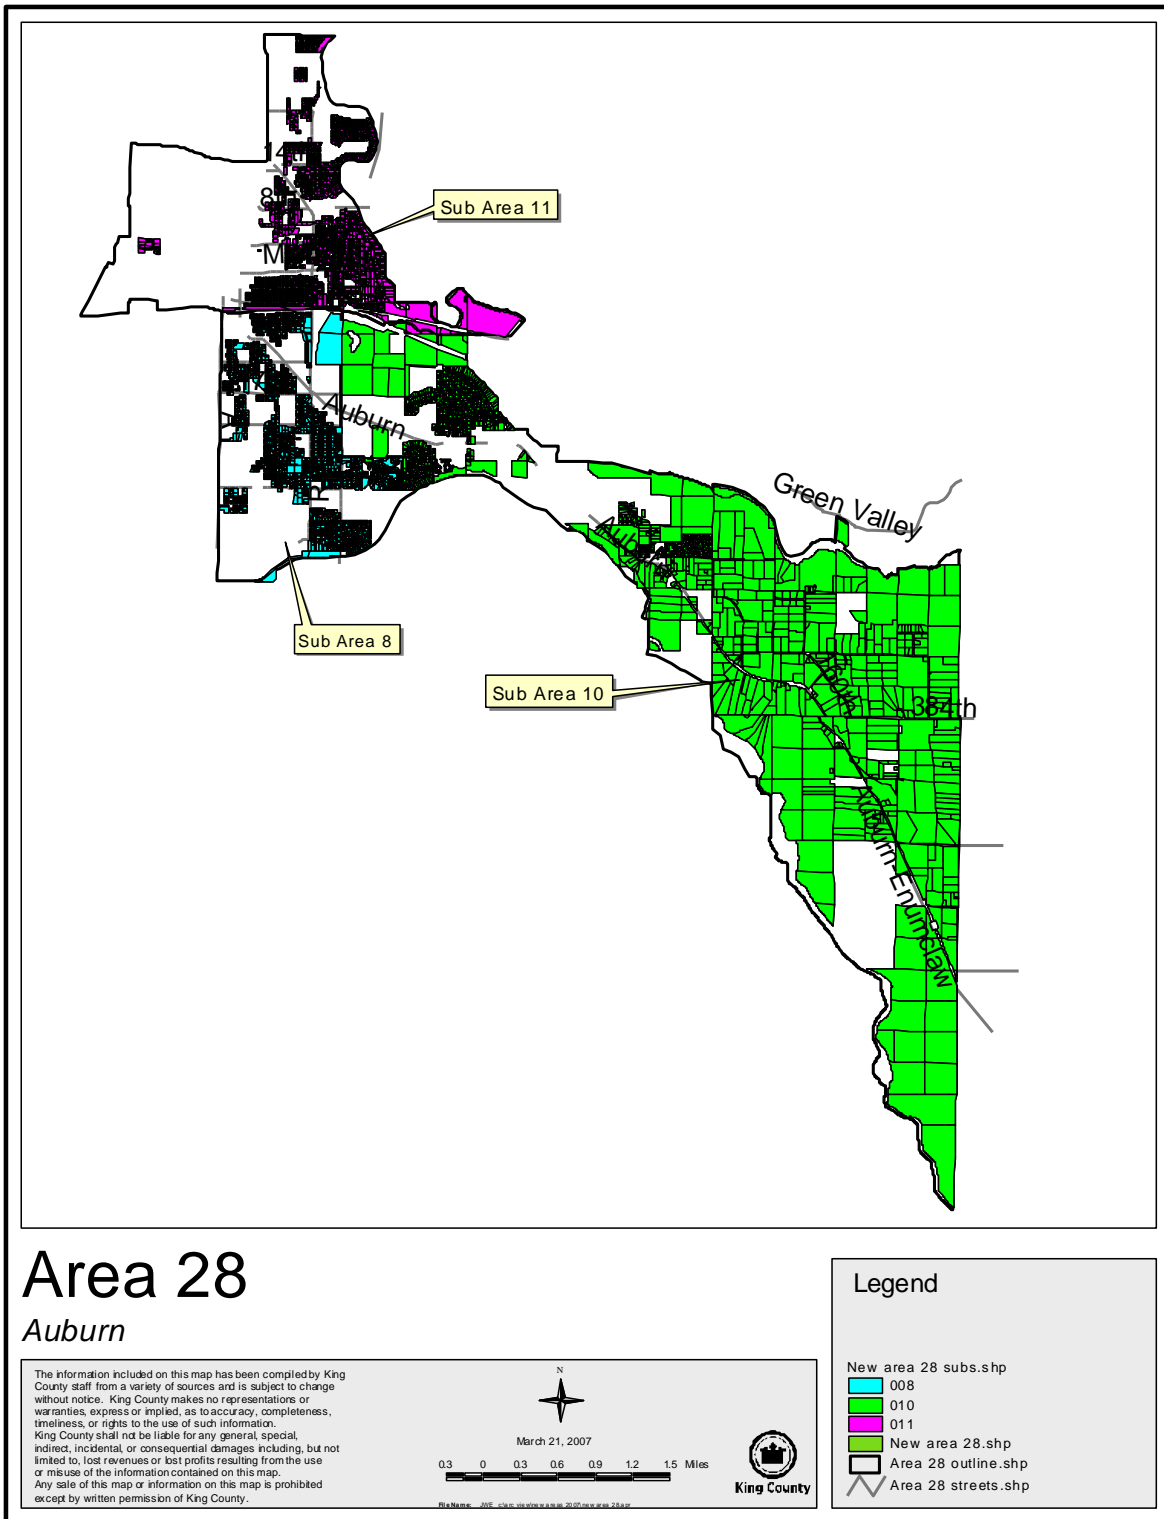 14th
8th
Sub Area 11
M
Auburn
R
Green Valley
Auburn
Sub Area 8
Sub Area 10
160th
384th
Auburn-Enumclaw
Area 28
Auburn
The information included on this map has been compiled by King
County staff from a variety of sources and is subject to change
without notice. King County makes no representations or
warranties, express or implied, as to accuracy, completeness,
timeliness, or rights to the use of such information.
King County shall not be liable for any general, special,
indirect, incidental, or consequential damages including, but not
limited to, lost revenues or lost profits resulting from the use
or misuse of the information contained on this map.
Any sale of this map or information on this map is prohibited
except by written permission of King County.
N
March 21, 2007
0.3 0 0.3 0.6 0.9 1.2 1.5 Miles
File Name:
King County
Legend
New area 28 subs.shp
008
010
011
New area 28.shp
Area 28 outline.shp
Area 28 streets.shp